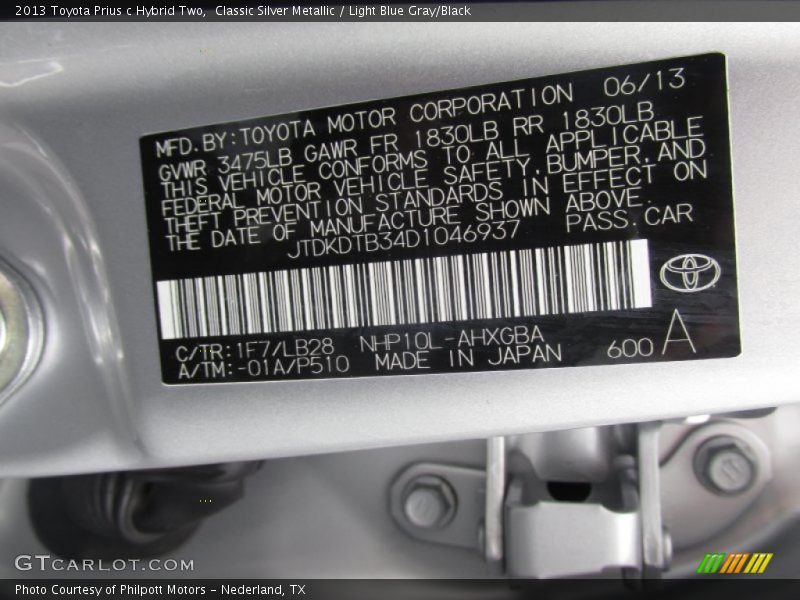 2013 Toyota Prius c Hybrid Two,  Classic Silver Metallic / Light Blue Gray/Black
MFD. BY: TOYOTA MOTOR CORPORATION 06/13
GVWR 3475LB GAWR FR 1830LB RR 1830LB
THIS VEHICLE CONFORMS TO ALL APPLICABLE
FEDERAL MOTOR VEHICLE SAFETY, BUMPER, AND
THEFT PREVENTION STANDARDS IN EFFECT ON
THE DATE OF MANUFACTURE SHOWN ABOVE.
JTDKDTB34D1046937 PASS. CAR
C/TR: 1F7/LB28 NHP10L-AHXGBA
A/TM: -01A/P510 MADE IN JAPAN 600 A
GTCARLOT.COM
Photo Courtesy of Philpott Motors - Nederland, TX